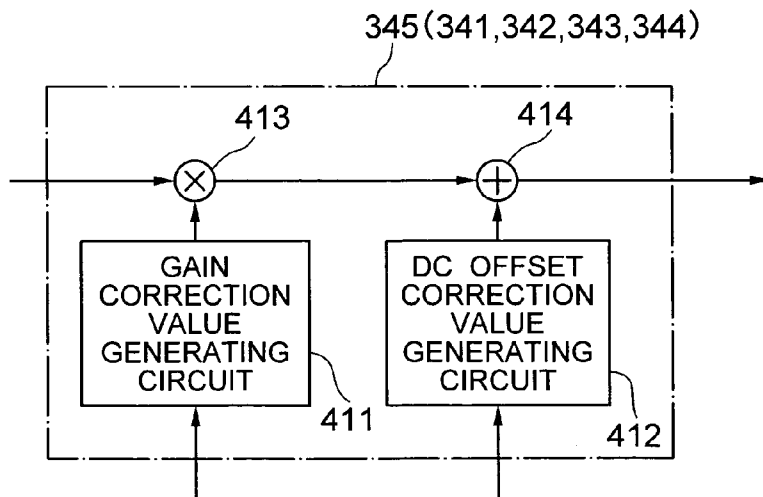 345(341,342,343,344)
413
414
GAIN
CORRECTION
VALUE
GENERATING
CIRCUIT
411
DC OFFSET
CORRECTION
VALUE
GENERATING
CIRCUIT
412